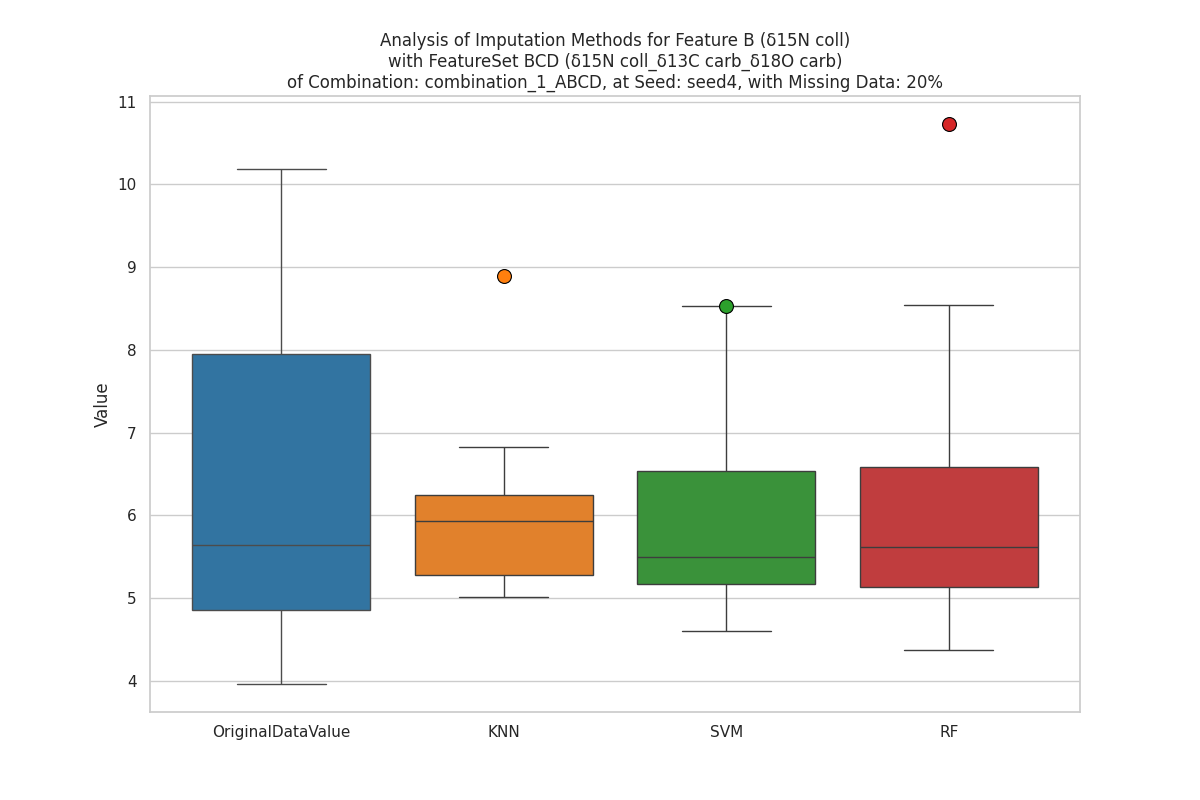 Analysis of Imputation Methods for Feature B (δ15N coll)
with FeatureSet BCD (δ15N coll_δ13C carb_δ18O carb)
of Combination: combination_1_ABCD, at Seed: seed4, with Missing Data: 20%
11
10
9
8
7
6
5
4
Value
OriginalDataValue
KNN
SVM
RF